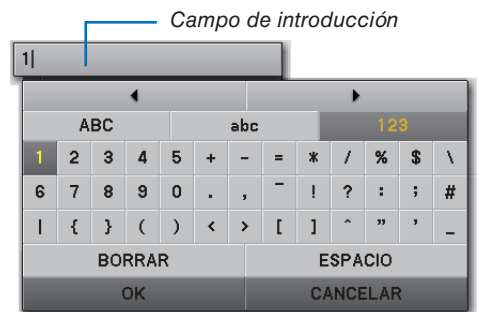 Campo de introducción
1|
◀ ▶
ABC abc 123
1 2 3 4 5 + - = * / % $ \
6 7 8 9 0 . , ¯ ! ? : ; #
| { } ( ) < > [ ] ^ ” ’ _
BORRAR ESPACIO
OK CANCELAR